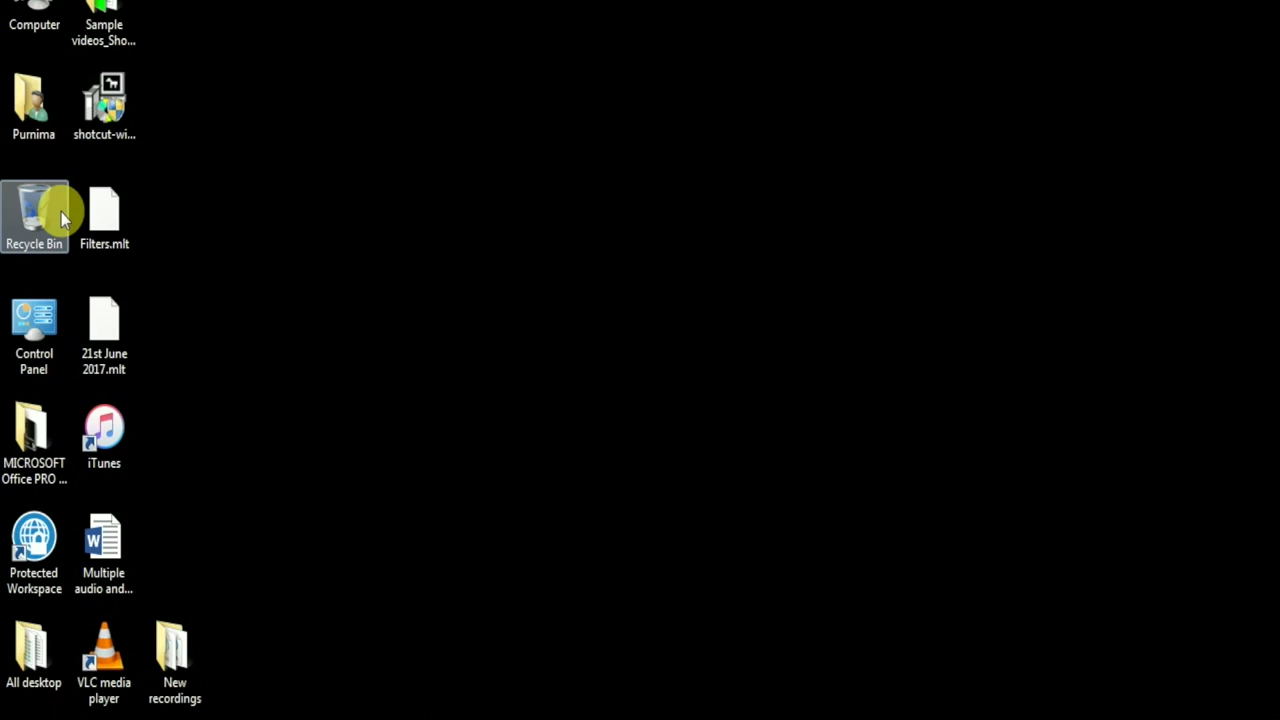 Computer
Sample
videos_Sho...
Purnima
shotcut-wi...
Recycle Bin
Filters.mlt
Control
Panel
21st June
2017.mlt
MICROSOFT
Office PRO ...
iTunes
Protected
Workspace
W
Multiple
audio and...
All desktop
VLC media
player
New
recordings